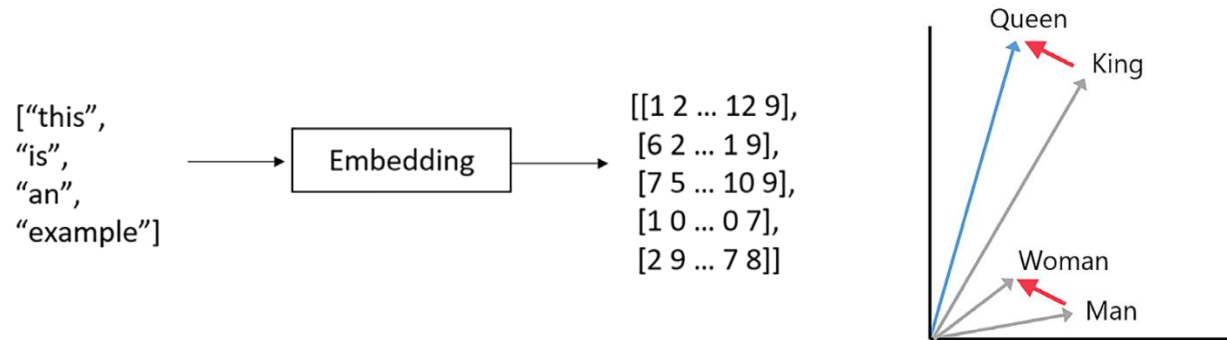 [“this”,
“is”,
“an”,
“example”]
Embedding
[[1 2 ... 12 9],
[6 2 ... 1 9],
[7 5 ... 10 9],
[1 0 ... 0 7],
[2 9 ... 7 8]]
Queen
King
Woman
Man